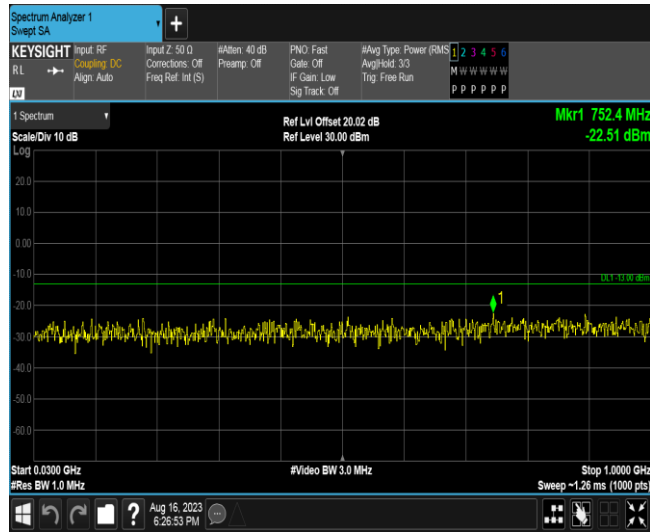 Spectrum Analyzer 1
Swept SA
+
KEYSIGHT Input: RF Input Z: 50 Ω #Atten: 40 dB PNO: Fast #Avg Type: Power (RMS 1 2 3 4 5 6
RL Coupling: DC Corrections: Off Preamp: Off Gate: Off Avg|Hold: 3/3 M W W W W W
Align: Auto Freq Ref: Int (S) IF Gain: Low Trig: Free Run
LXI Sig Track: Off P P P P P P
1 Spectrum Ref Lvl Offset 20.02 dB Mkr1 752.4 MHz
Scale/Div 10 dB Ref Level 30.00 dBm -22.51 dBm
Log
20.0
10.0
0.00
-10.0
DL1 -13.00 dBm
1
-20.0
-30.0
-40.0
-50.0
-60.0
Start 0.0300 GHz #Video BW 3.0 MHz Stop 1.0000 GHz
#Res BW 1.0 MHz Sweep ~1.26 ms (1000 pts)
? Aug 16, 2023
6:26:53 PM